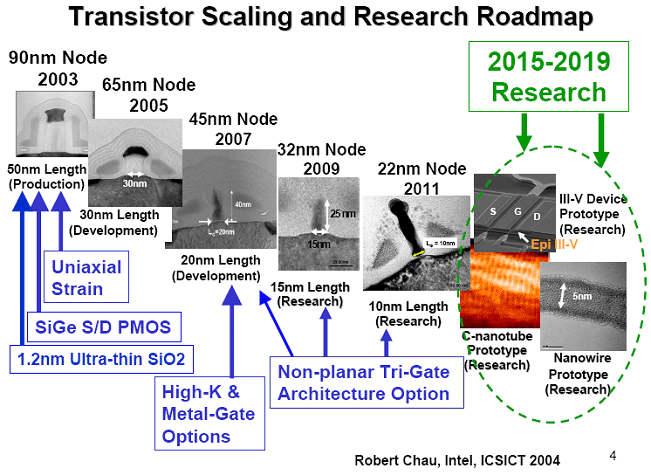 Transistor Scaling and Research Roadmap
90nm Node
2003
65nm Node
2005
45nm Node
2007
32nm Node
2009
22nm Node
2011
2015-2019
Research
50nm Length
(Production)
30nm
30nm Length
(Development)
40nm
LG=20nm
20nm Length
(Development)
25 nm
15nm
15nm Length
(Research)
10nm Length
(Research)
S G D
Epi III-V
III-V Device
Prototype
(Research)
C-nanotube
Prototype
(Research)
5nm
Nanowire
Prototype
(Research)
Uniaxial
Strain
SiGe S/D PMOS
1.2nm Ultra-thin SiO2
High-K &
Metal-Gate
Options
Non-planar Tri-Gate
Architecture Option
Robert Chau, Intel, ICSICT 2004
4